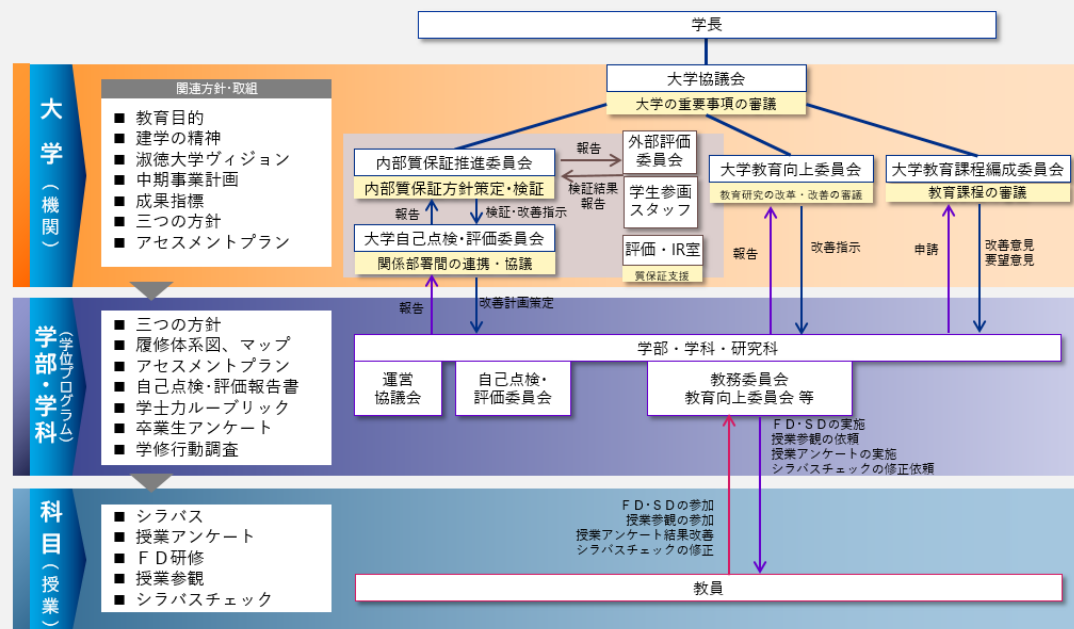 学長
大学
（機関）
関連方針・取組
■ 教育目的
■ 建学の精神
■ 淑徳大学ヴィジョン
■ 中期事業計画
■ 成果指標
■ 三つの方針
■ アセスメントプラン
大学協議会
大学の重要事項の審議
内部質保証推進委員会
内部質保証方針策定・検証
報告
検証結果
報告
外部評価
委員会
学生参画
スタッフ
評価・IR室
質保証支援
報告
検証・改善指示
大学自己点検・評価委員会
関係部署間の連携・協議
大学教育向上委員会
教育研究の改革・改善の審議
大学教育課程編成委員会
教育課程の審議
報告
改善計画策定
報告
改善指示
申請
改善意見
要望意見
学部・学科
（学位プログラム）
■ 三つの方針
■ 履修体系図、マップ
■ アセスメントプラン
■ 自己点検・評価報告書
■ 学士力ルーブリック
■ 卒業生アンケート
■ 学修行動調査
学部・学科・研究科
運営
協議会
自己点検・
評価委員会
教務委員会
教育向上委員会 等
ＦＤ・ＳＤの実施
授業参観の依頼
授業アンケートの実施
シラバスチェックの修正依頼
科目
（授業）
■ シラバス
■ 授業アンケート
■ ＦＤ研修
■ 授業参観
■ シラバスチェック
ＦＤ・ＳＤの参加
授業参観の参加
授業アンケート結果改善
シラバスチェックの修正
教員